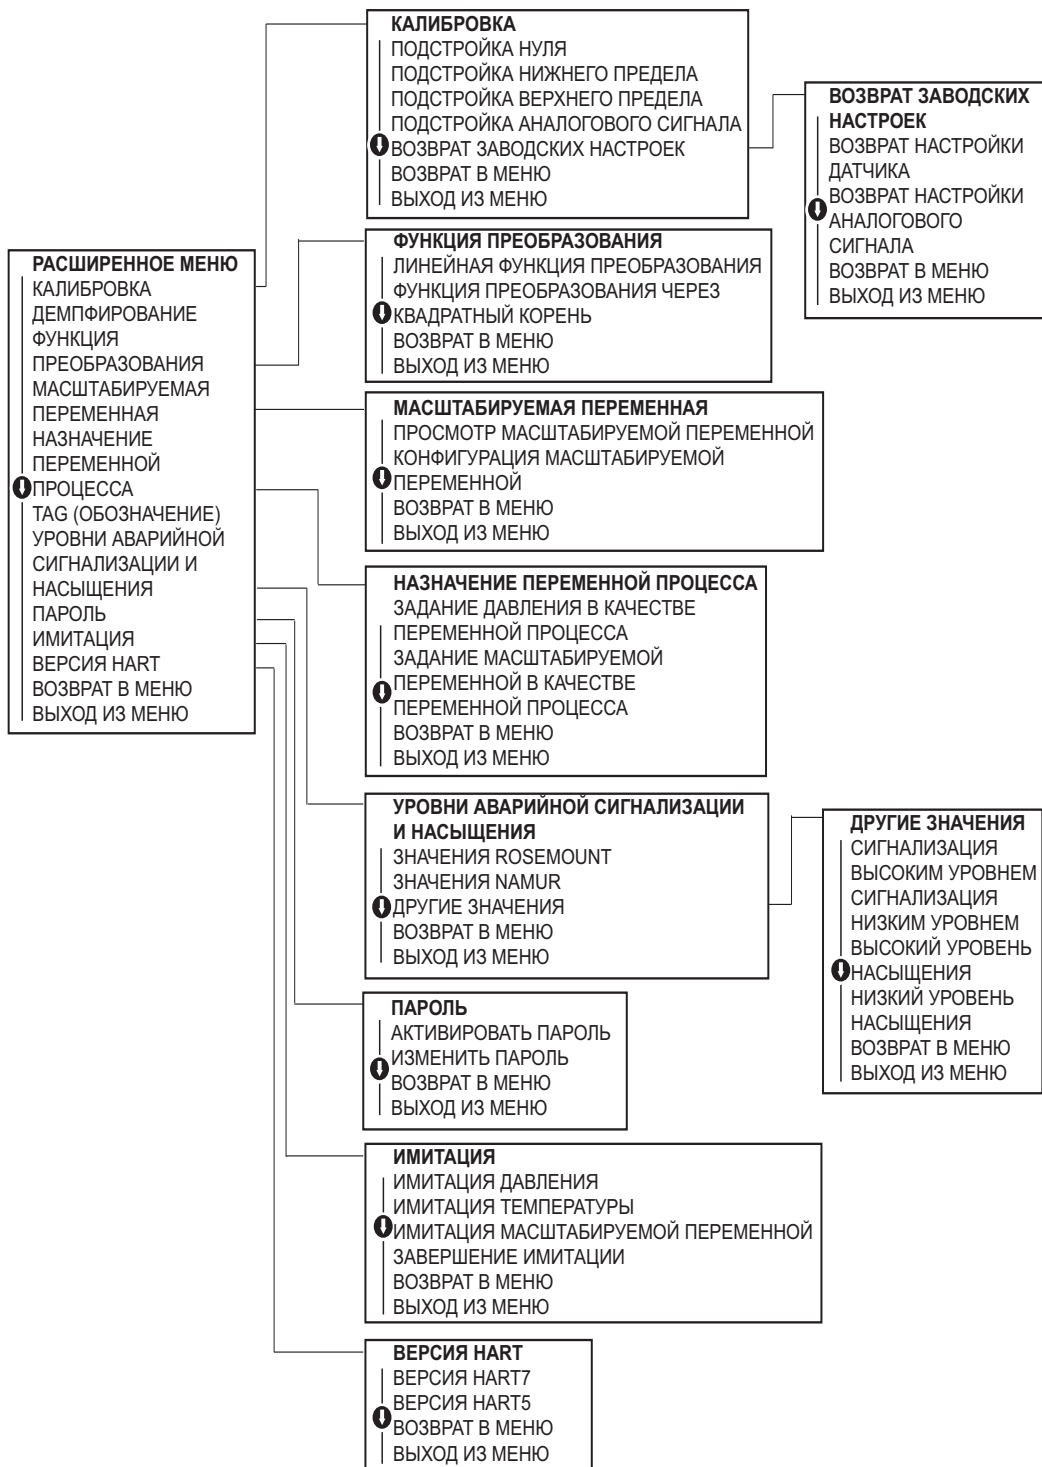 РАСШИРЕННОЕ МЕНЮ
КАЛИБРОВКА
ДЕМПФИРОВАНИЕ
ФУНКЦИЯ
ПРЕОБРАЗОВАНИЯ
МАСШТАБИРУЕМАЯ
ПЕРЕМЕННАЯ
НАЗНАЧЕНИЕ
ПЕРЕМЕННОЙ
ПРОЦЕССА
TAG (ОБОЗНАЧЕНИЕ)
УРОВНИ АВАРИЙНОЙ
СИГНАЛИЗАЦИИ И
НАСЫЩЕНИЯ
ПАРОЛЬ
ИМИТАЦИЯ
ВЕРСИЯ HART
ВОЗВРАТ В МЕНЮ
ВЫХОД ИЗ МЕНЮ
КАЛИБРОВКА
ПОДСТРОЙКА НУЛЯ
ПОДСТРОЙКА НИЖНЕГО ПРЕДЕЛА
ПОДСТРОЙКА ВЕРХНЕГО ПРЕДЕЛА
ПОДСТРОЙКА АНАЛОГОВОГО СИГНАЛА
ВОЗВРАТ ЗАВОДСКИХ НАСТРОЕК
ВОЗВРАТ В МЕНЮ
ВЫХОД ИЗ МЕНЮ
ВОЗВРАТ ЗАВОДСКИХ
НАСТРОЕК
ВОЗВРАТ НАСТРОЙКИ
ДАТЧИКА
ВОЗВРАТ НАСТРОЙКИ
АНАЛОГОВОГО
СИГНАЛА
ВОЗВРАТ В МЕНЮ
ВЫХОД ИЗ МЕНЮ
ФУНКЦИЯ ПРЕОБРАЗОВАНИЯ
ЛИНЕЙНАЯ ФУНКЦИЯ ПРЕОБРАЗОВАНИЯ
ФУНКЦИЯ ПРЕОБРАЗОВАНИЯ ЧЕРЕЗ
КВАДРАТНЫЙ КОРЕНЬ
ВОЗВРАТ В МЕНЮ
ВЫХОД ИЗ МЕНЮ
МАСШТАБИРУЕМАЯ ПЕРЕМЕННАЯ
ПРОСМОТР МАСШТАБИРУЕМОЙ ПЕРЕМЕННОЙ
КОНФИГУРАЦИЯ МАСШТАБИРУЕМОЙ
ПЕРЕМЕННОЙ
ВОЗВРАТ В МЕНЮ
ВЫХОД ИЗ МЕНЮ
НАЗНАЧЕНИЕ ПЕРЕМЕННОЙ ПРОЦЕССА
ЗАДАНИЕ ДАВЛЕНИЯ В КАЧЕСТВЕ
ПЕРЕМЕННОЙ ПРОЦЕССА
ЗАДАНИЕ МАСШТАБИРУЕМОЙ
ПЕРЕМЕННОЙ В КАЧЕСТВЕ
ПЕРЕМЕННОЙ ПРОЦЕССА
ВОЗВРАТ В МЕНЮ
ВЫХОД ИЗ МЕНЮ
УРОВНИ АВАРИЙНОЙ СИГНАЛИЗАЦИИ
И НАСЫЩЕНИЯ
ЗНАЧЕНИЯ ROSEMOUNT
ЗНАЧЕНИЯ NAMUR
ДРУГИЕ ЗНАЧЕНИЯ
ВОЗВРАТ В МЕНЮ
ВЫХОД ИЗ МЕНЮ
ДРУГИЕ ЗНАЧЕНИЯ
СИГНАЛИЗАЦИЯ
ВЫСОКИМ УРОВНЕМ
СИГНАЛИЗАЦИЯ
НИЗКИМ УРОВНЕМ
ВЫСОКИЙ УРОВЕНЬ
НАСЫЩЕНИЯ
НИЗКИЙ УРОВЕНЬ
НАСЫЩЕНИЯ
ВОЗВРАТ В МЕНЮ
ВЫХОД ИЗ МЕНЮ
ПАРОЛЬ
АКТИВИРОВАТЬ ПАРОЛЬ
ИЗМЕНИТЬ ПАРОЛЬ
ВОЗВРАТ В МЕНЮ
ВЫХОД ИЗ МЕНЮ
ИМИТАЦИЯ
ИМИТАЦИЯ ДАВЛЕНИЯ
ИМИТАЦИЯ ТЕМПЕРАТУРЫ
ИМИТАЦИЯ МАСШТАБИРУЕМОЙ ПЕРЕМЕННОЙ
ЗАВЕРШЕНИЕ ИМИТАЦИИ
ВОЗВРАТ В МЕНЮ
ВЫХОД ИЗ МЕНЮ
ВЕРСИЯ HART
ВЕРСИЯ HART7
ВЕРСИЯ HART5
ВОЗВРАТ В МЕНЮ
ВЫХОД ИЗ МЕНЮ